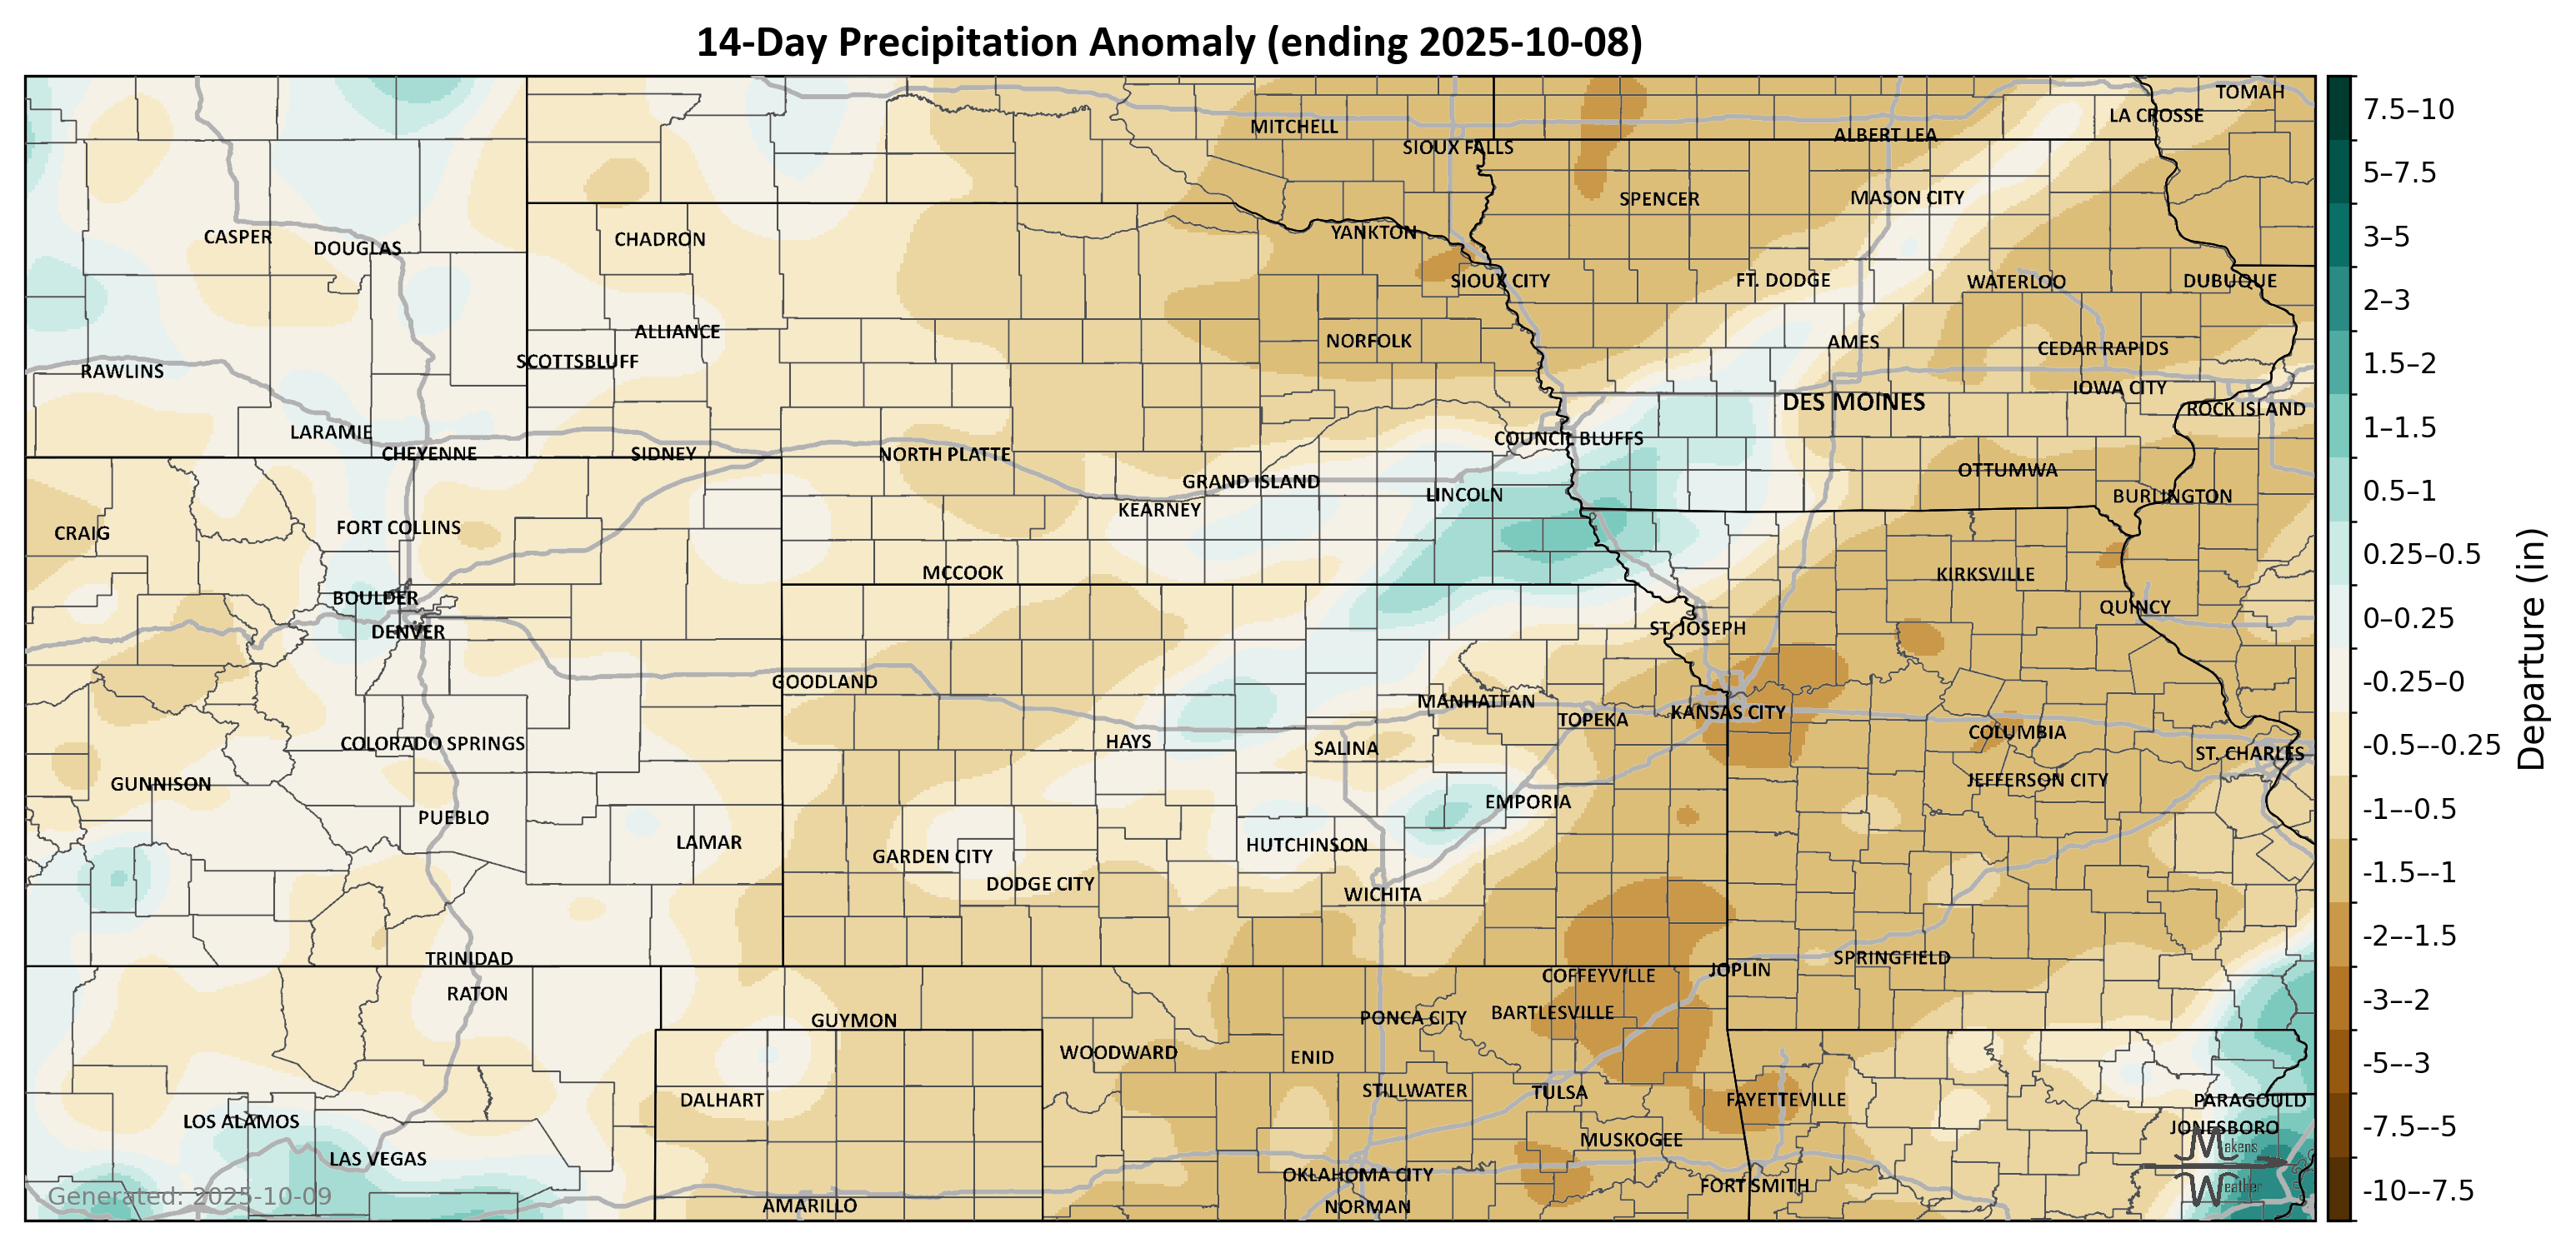 14-Day Precipitation Anomaly (ending 2025-10-08)
TOMAH
LA CROSSE
MITCHELL
ALBERT LEA
SIOUX FALLS
SPENCER
MASON CITY
YANKTON
CASPER
DOUGLAS
CHADRON
SIOUX CITY
FT. DODGE
WATERLOO
DUBUQUE
ALLIANCE
NORFOLK
AMES
CEDAR RAPIDS
SCOTTSBLUFF
RAWLINS
IOWA CITY
DES MOINES
ROCK ISLAND
LARAMIE
COUNCIL BLUFFS
CHEYENNE
SIDNEY
NORTH PLATTE
OTTUMWA
GRAND ISLAND
LINCOLN
BURLINGTON
KEARNEY
CRAIG
FORT COLLINS
MCCOOK
KIRKSVILLE
BOULDER
QUINCY
DENVER
ST. JOSEPH
GOODLAND
MANHATTAN
TOPEKA
KANSAS CITY
COLUMBIA
COLORADO SPRINGS
HAYS
SALINA
ST. CHARLES
GUNNISON
JEFFERSON CITY
EMPORIA
PUEBLO
LAMAR
HUTCHINSON
GARDEN CITY
DODGE CITY
WICHITA
TRINIDAD
SPRINGFIELD
JOPLIN
COFFEYVILLE
RATON
BARTLESVILLE
PONCA CITY
GUYMON
WOODWARD
ENID
STILLWATER
TULSA
DALHART
FAYETTEVILLE
PARAGOULD
LOS ALAMOS
JONESBORO
MUSKOGEE
LAS VEGAS
OKLAHOMA CITY
FORT SMITH
AMARILLO
NORMAN
Makens
Weather
Generated: 2025-10-09
7.5–10
5–7.5
3–5
2–3
1.5–2
1–1.5
0.5–1
0.25–0.5
0–0.25
-0.25–0
-0.5–-0.25
-1–-0.5
-1.5–-1
-2–-1.5
-3–-2
-5–-3
-7.5–-5
-10–-7.5
Departure (in)